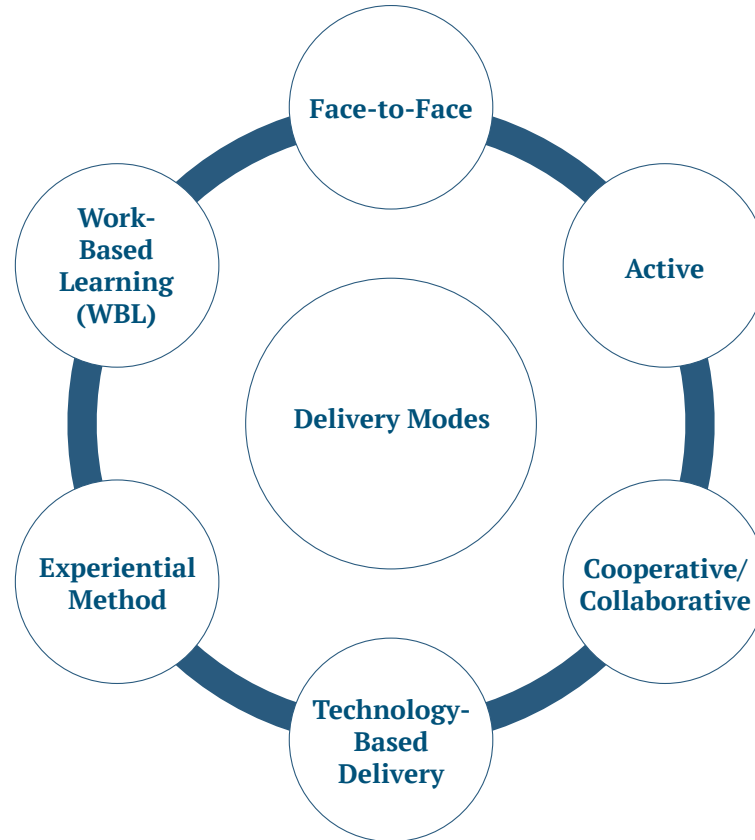 Face-to-Face
Work-
Based
Learning
(WBL)
Active
Delivery Modes
Experiential
Method
Cooperative/
Collaborative
Technology-
Based
Delivery